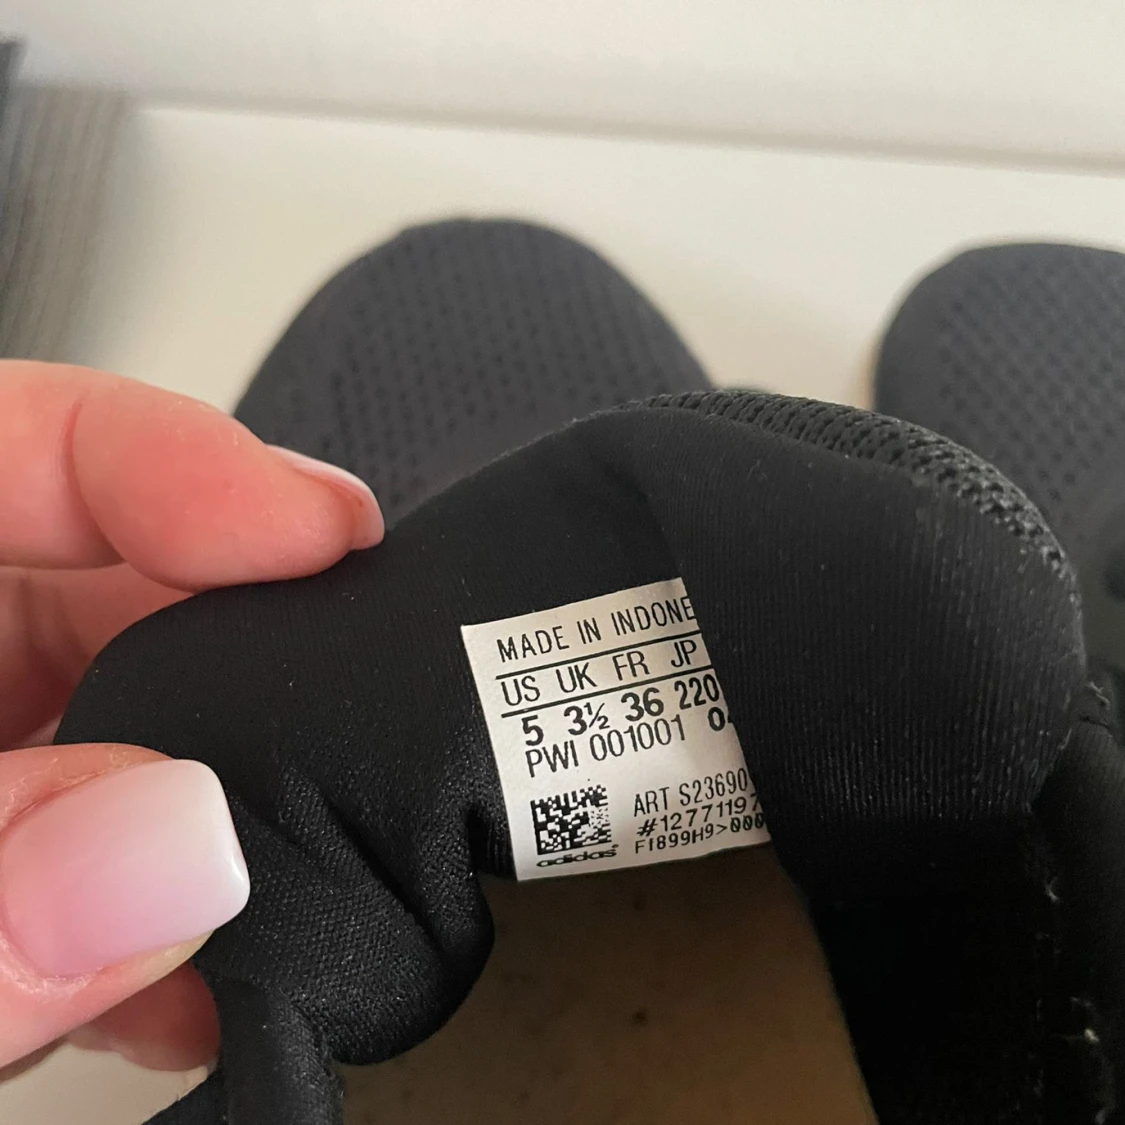 MADE IN INDONE
US UK FR JP
5 3½ 36 220
PWI 001001
ART S23690
#12771197
F1899H9>000
adidas